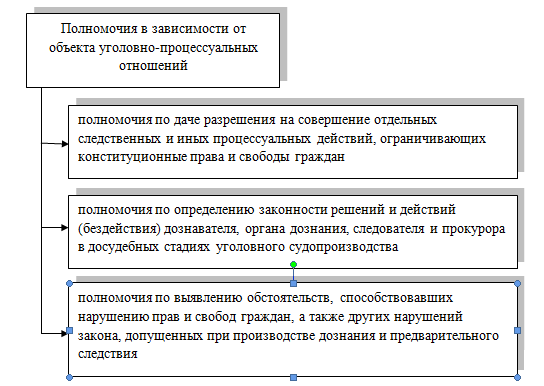 Полномочия в зависимости от
объекта уголовно-процессуальных
отношений
полномочия по даче разрешения на совершение отдельных
следственных и иных процессуальных действий, ограничивающих
конституционные права и свободы граждан
полномочия по определению законности решений и действий
(бездействия) дознавателя, органа дознания, следователя и прокурора
в досудебных стадиях уголовного судопроизводства
полномочия по выявлению обстоятельств, способствовавших
нарушению прав и свобод граждан, а также других нарушений
закона, допущенных при производстве дознания и предварительного
следствия